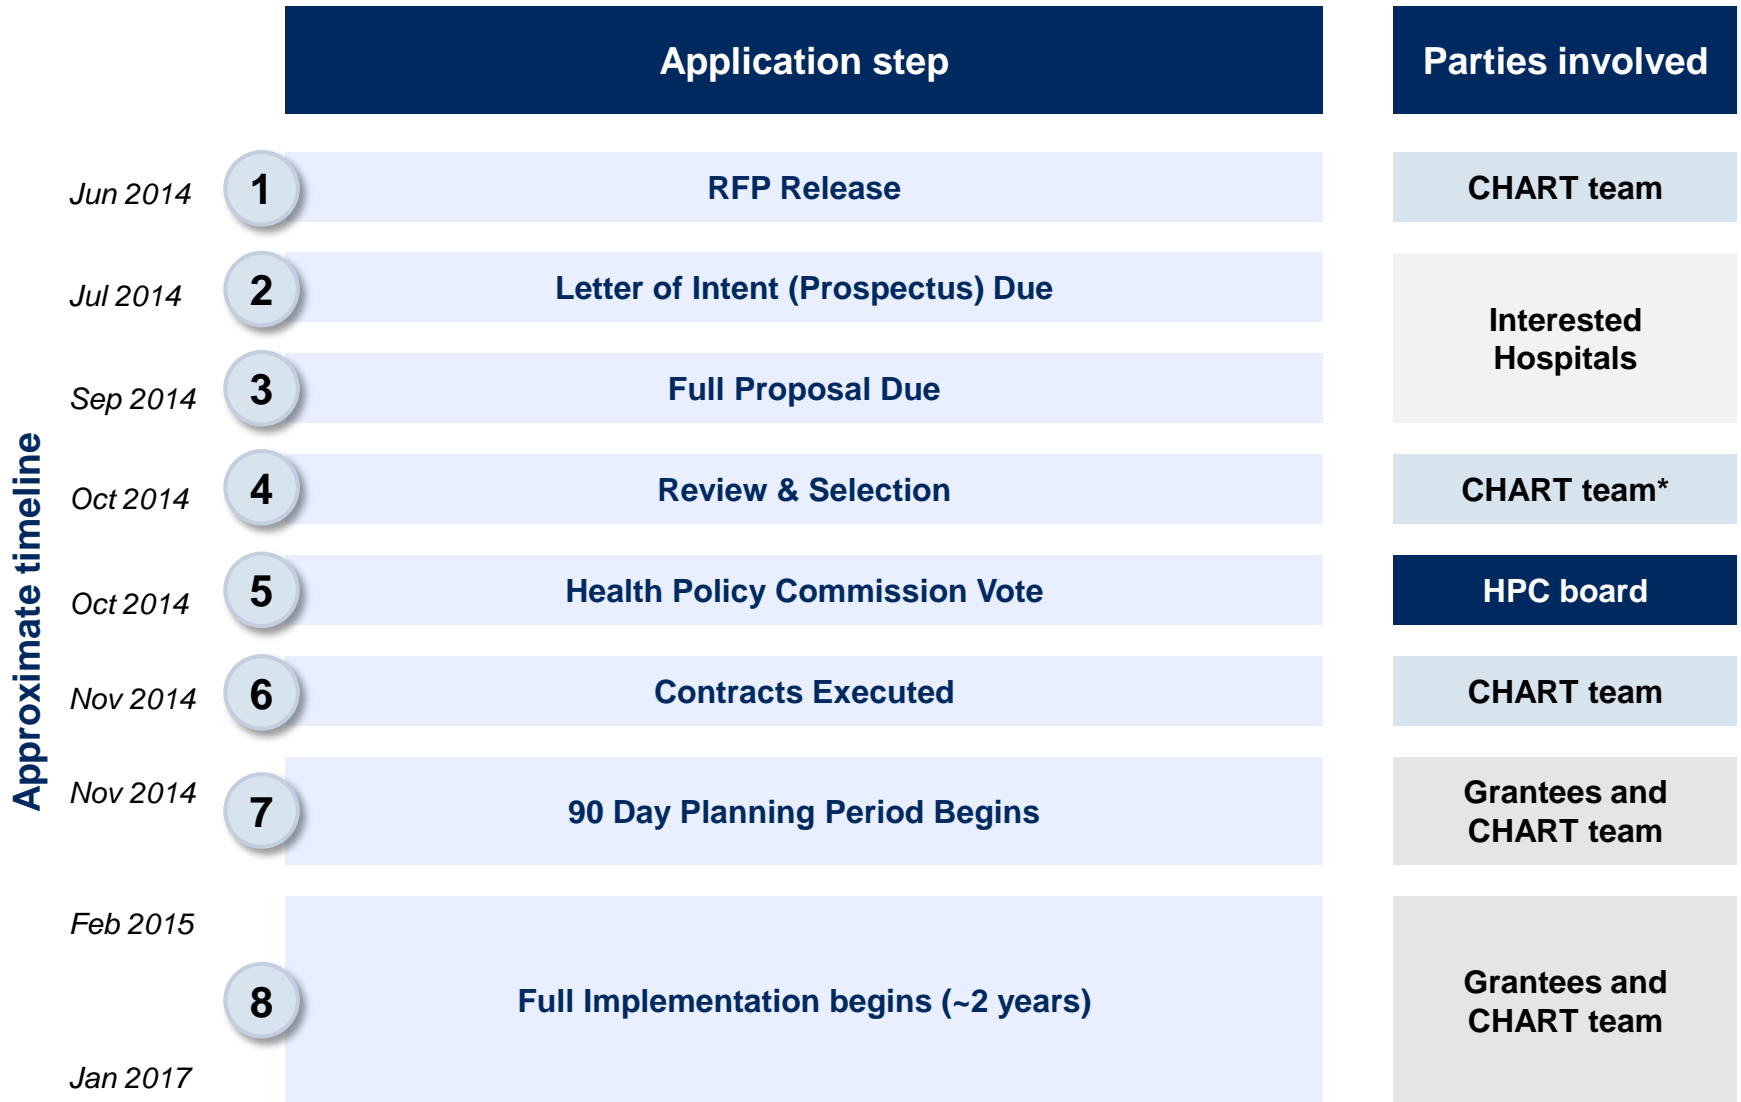 Application step
Parties involved
Approximate timeline
Jun 2014
1
RFP Release
CHART team
Jul 2014
2
Letter of Intent (Prospectus) Due
Interested
Hospitals
Sep 2014
3
Full Proposal Due
Oct 2014
4
Review & Selection
CHART team*
Oct 2014
5
Health Policy Commission Vote
HPC board
Nov 2014
6
Contracts Executed
CHART team
Nov 2014
7
90 Day Planning Period Begins
Grantees and
CHART team
Feb 2015
8
Full Implementation begins (~2 years)
Grantees and
CHART team
Jan 2017